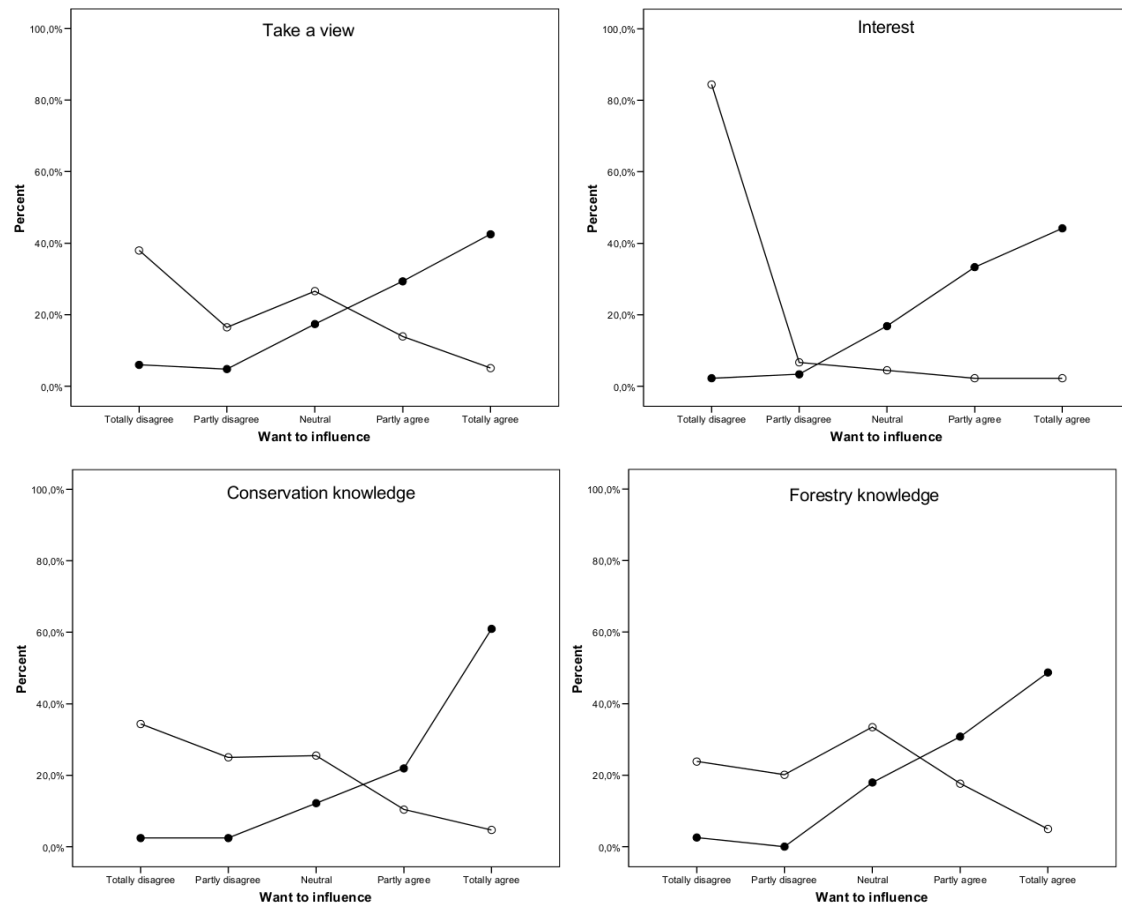 Take a view
100,0%
80,0%
60,0%
40,0%
20,0%
0,0%
Percent
Totally disagree Partly disagree Neutral Partly agree Totally agree
Want to influence
Interest
100,0%
80,0%
60,0%
40,0%
20,0%
0,0%
Percent
Totally disagree Partly disagree Neutral Partly agree Totally agree
Want to influence
Conservation knowledge
100,0%
80,0%
60,0%
40,0%
20,0%
0,0%
Percent
Totally disagree Partly disagree Neutral Partly agree Totally agree
Want to influence
Forestry knowledge
100,0%
80,0%
60,0%
40,0%
20,0%
0,0%
Percent
Totally disagree Partly disagree Neutral Partly agree Totally agree
Want to influence